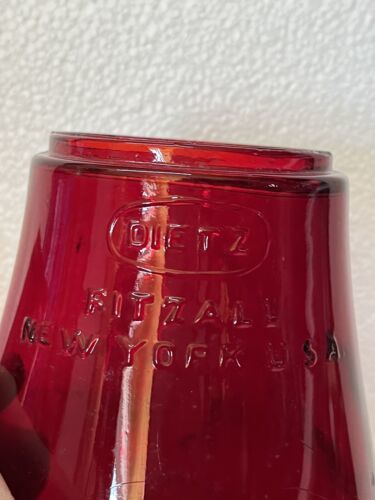 DIETZ
FITZALL
NEW YORK USA